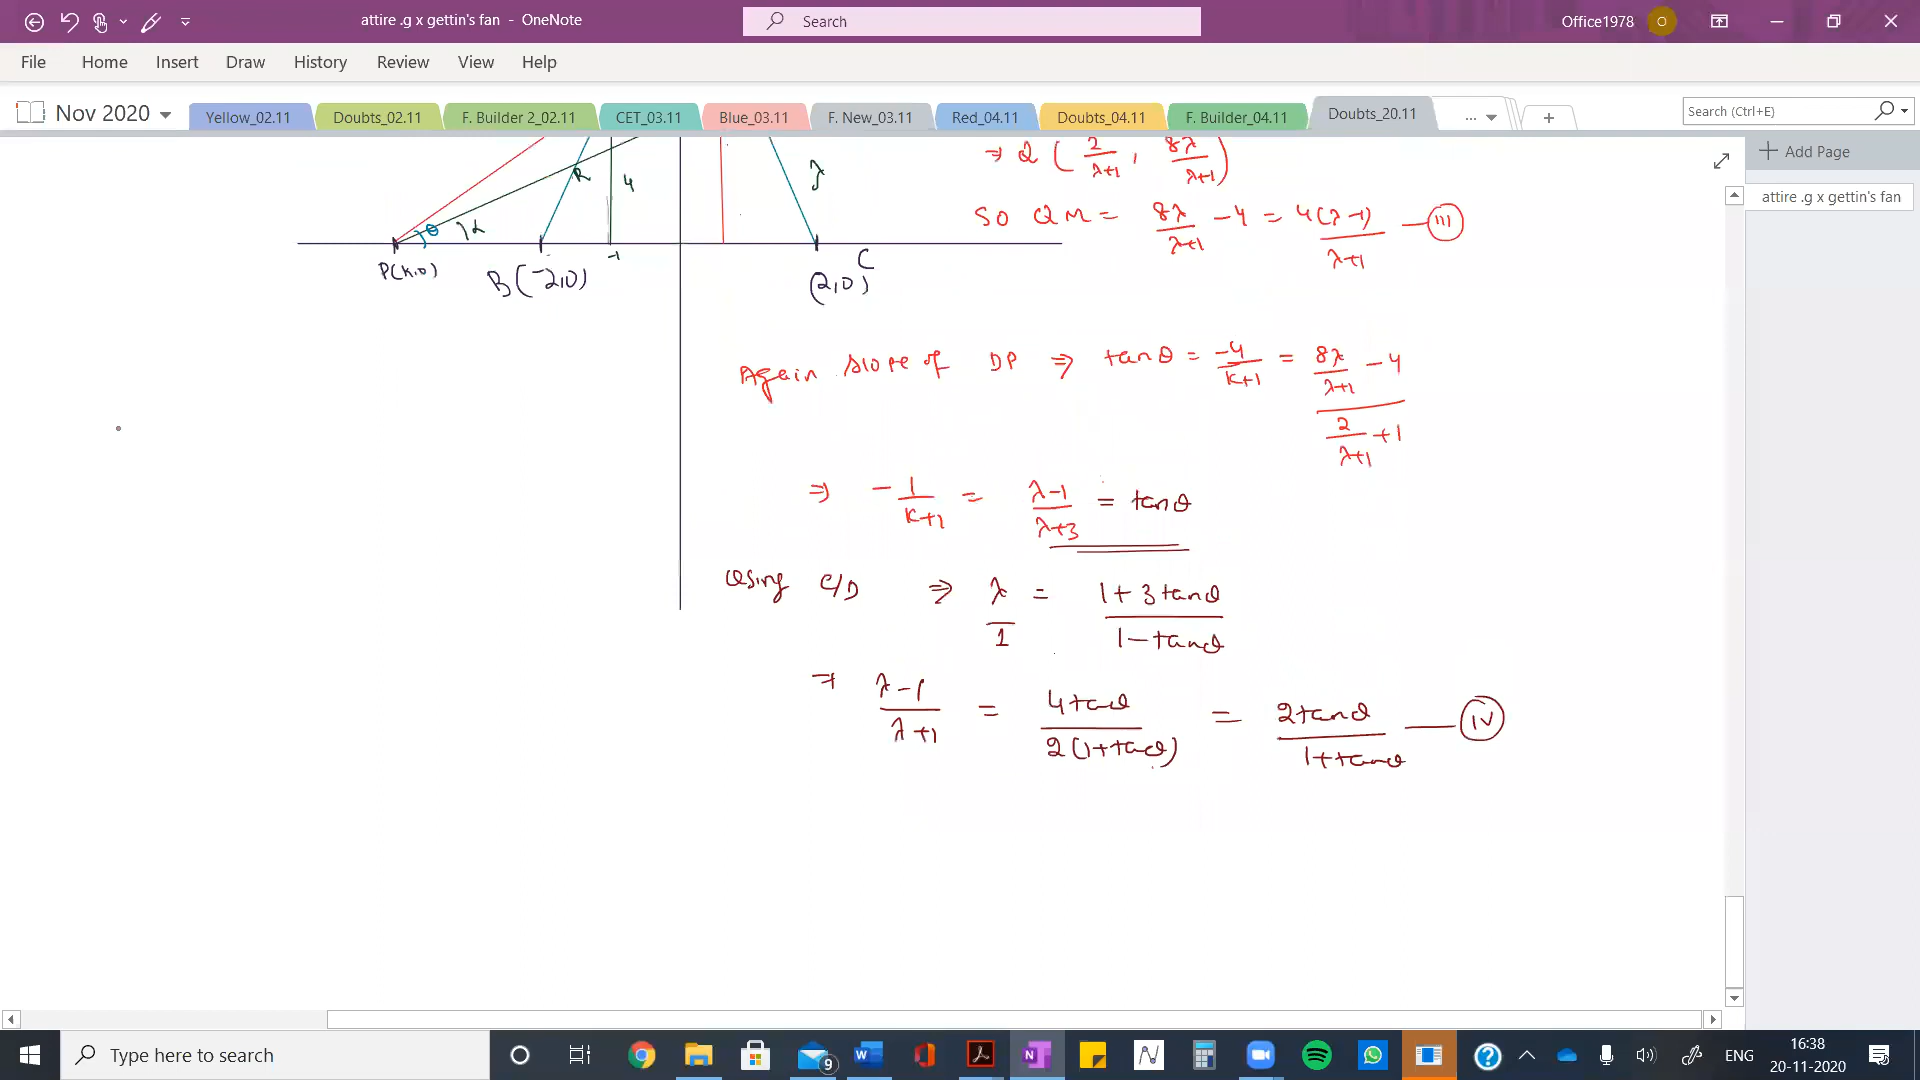 attire .g x gettin's fan - OneNote
Search
Office1978
O
File Home Insert Draw History Review View Help
Nov 2020
Yellow_02.11
Doubts_02.11
F. Builder 2_02.11
CET_03.11
Blue_03.11
F. New_03.11
Red_04.11
Doubts_04.11
F. Builder_04.11
Doubts_20.11
...
Search (Ctrl+E)
Add Page
attire .g x gettin's fan
R
4
λ
θ
α
P(K,0)
B(-2,0)
-1
C
(2,0)
⇒ Q (2/(λ+1), 8λ/(λ+1))
SO QM = 8λ/(λ+1) - 4 = 4(λ-1)/(λ+1) — III
Again slope of DP ⇒ tanθ = -4/(K+1) = (8λ/(λ+1) - 4)/(2/(λ+1) + 1)
⇒ -1/(K+1) = (λ-1)/(λ+3) = tanθ
Using C/D ⇒ λ/1 = (1+3tanθ)/(1-tanθ)
⇒ (λ-1)/(λ+1) = 4tanθ/2(1+tanθ) = 2tanθ/(1+tanθ) — IV
Type here to search
9
ENG
16:38
20-11-2020